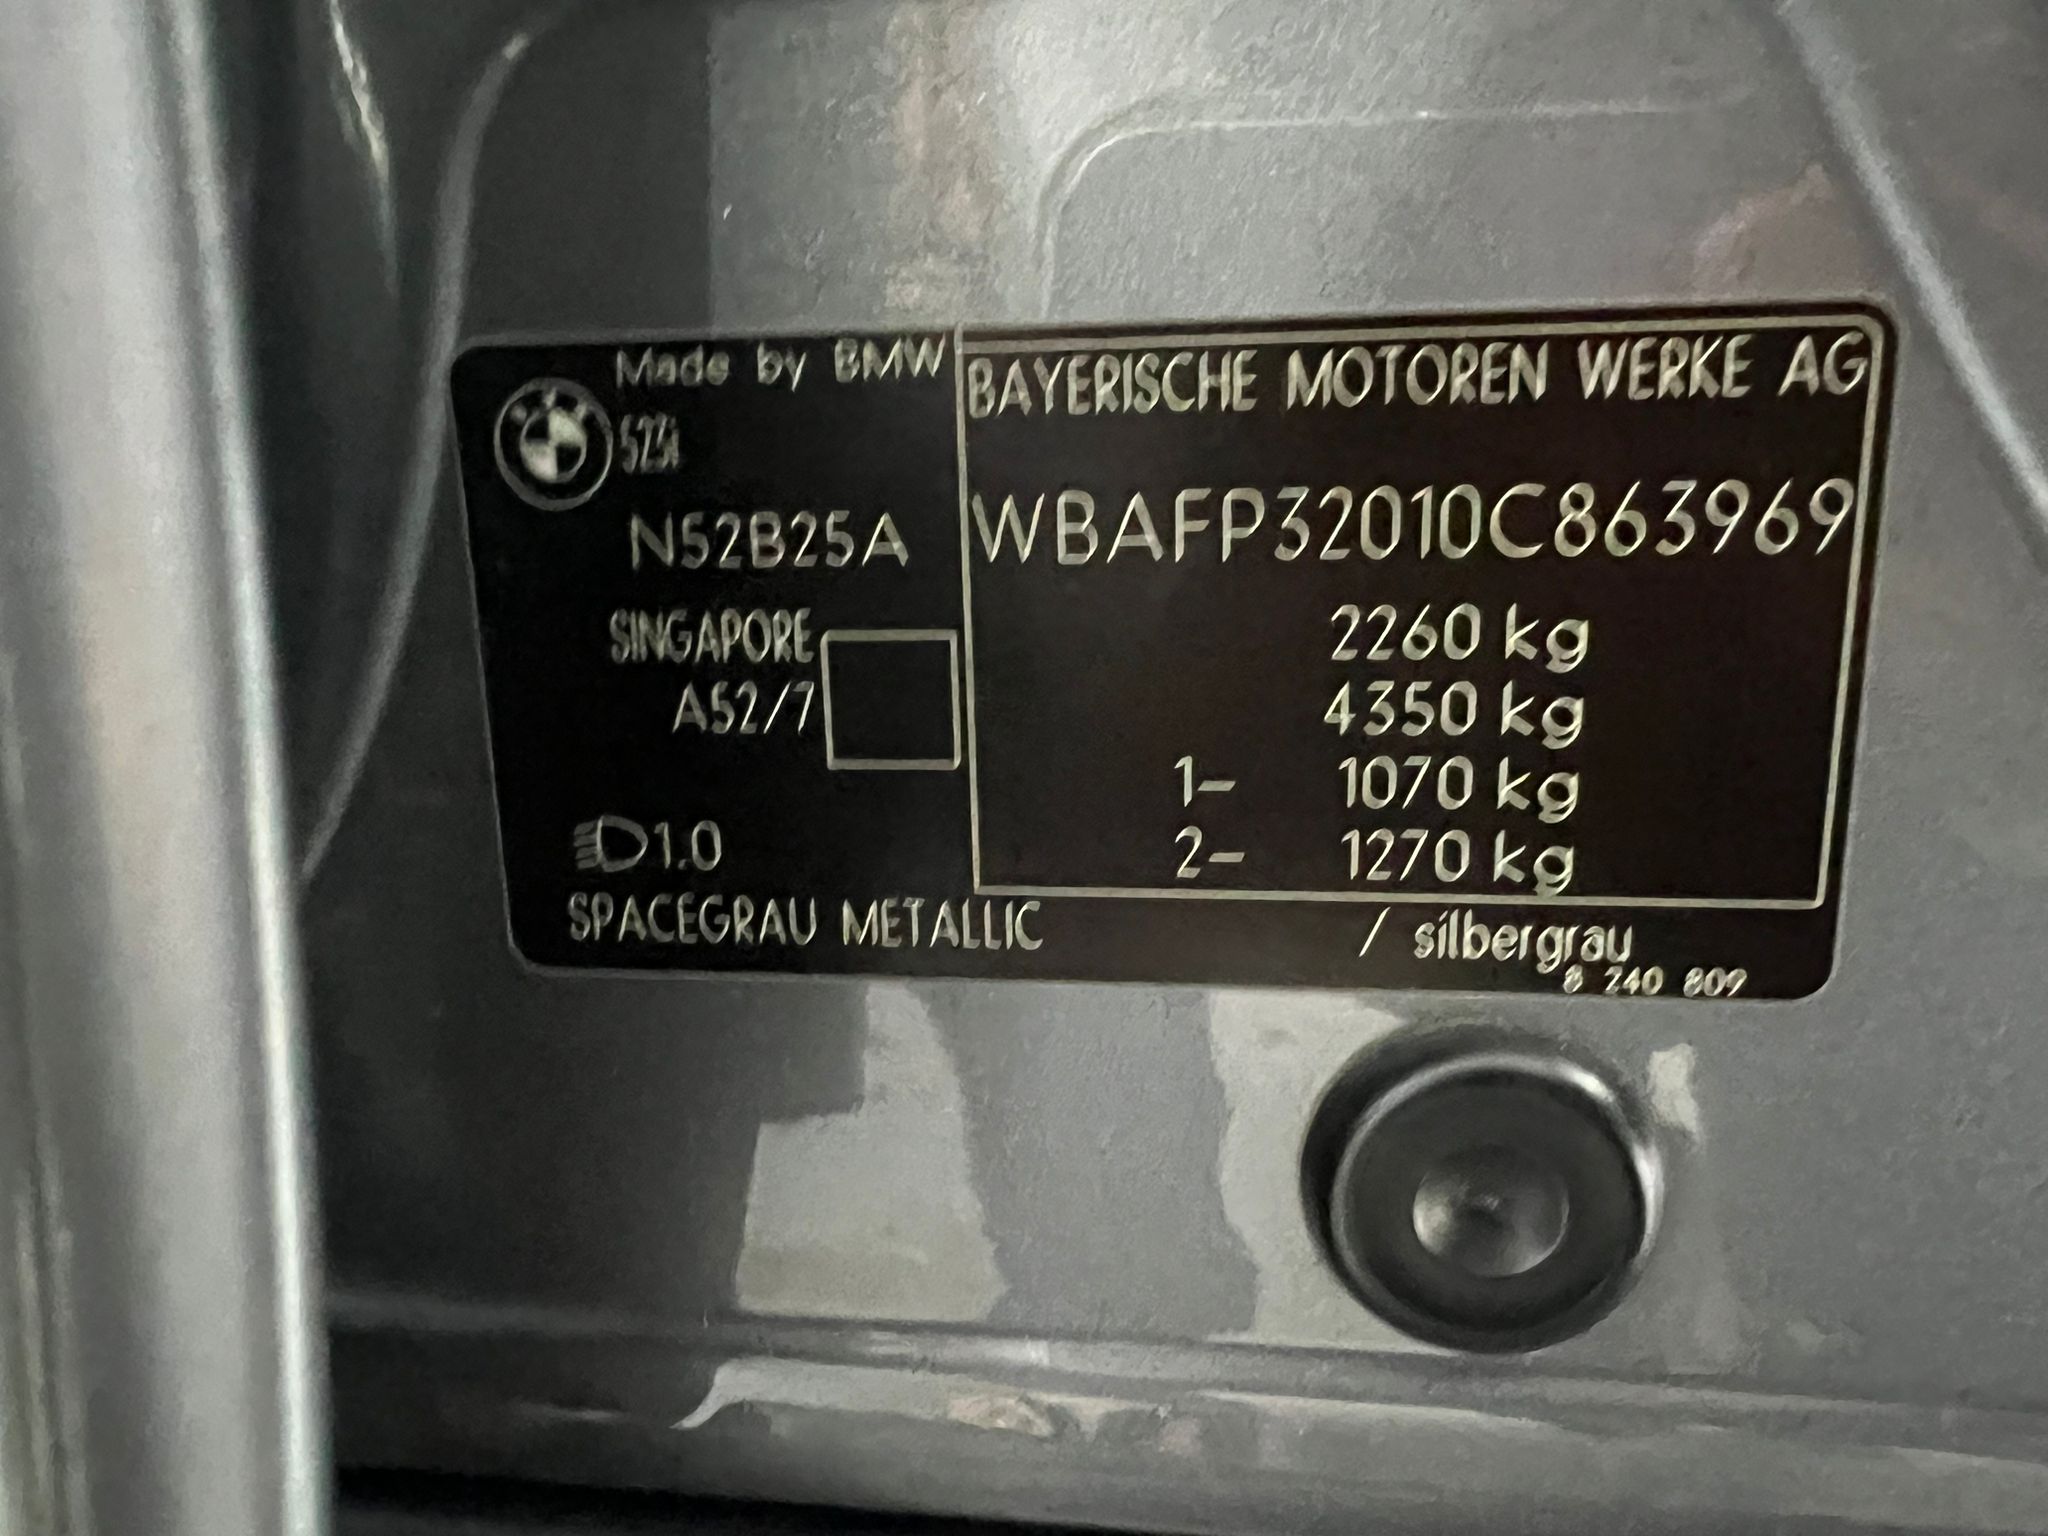 Made by BMW
523i
N52B25A
SINGAPORE
A52/7
1.0
BAYERISCHE MOTOREN WERKE AG
WBAFP32010C863969
2260 kg
4350 kg
1- 1070 kg
2- 1270 kg
SPACEGRAU METALLIC / silbergrau
8 240 809